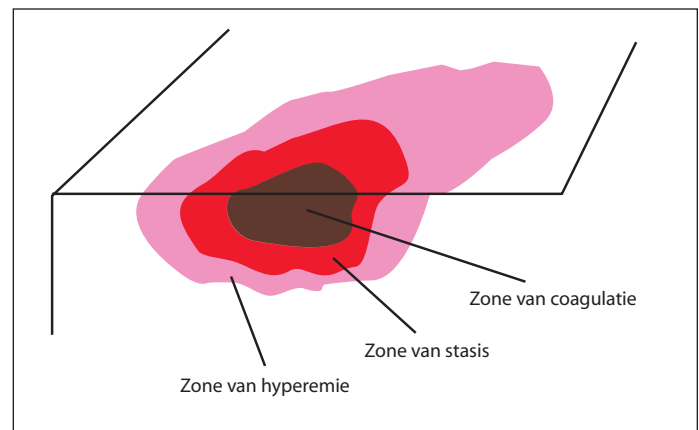 Zone van coagulatie
Zone van stasis
Zone van hyperemie